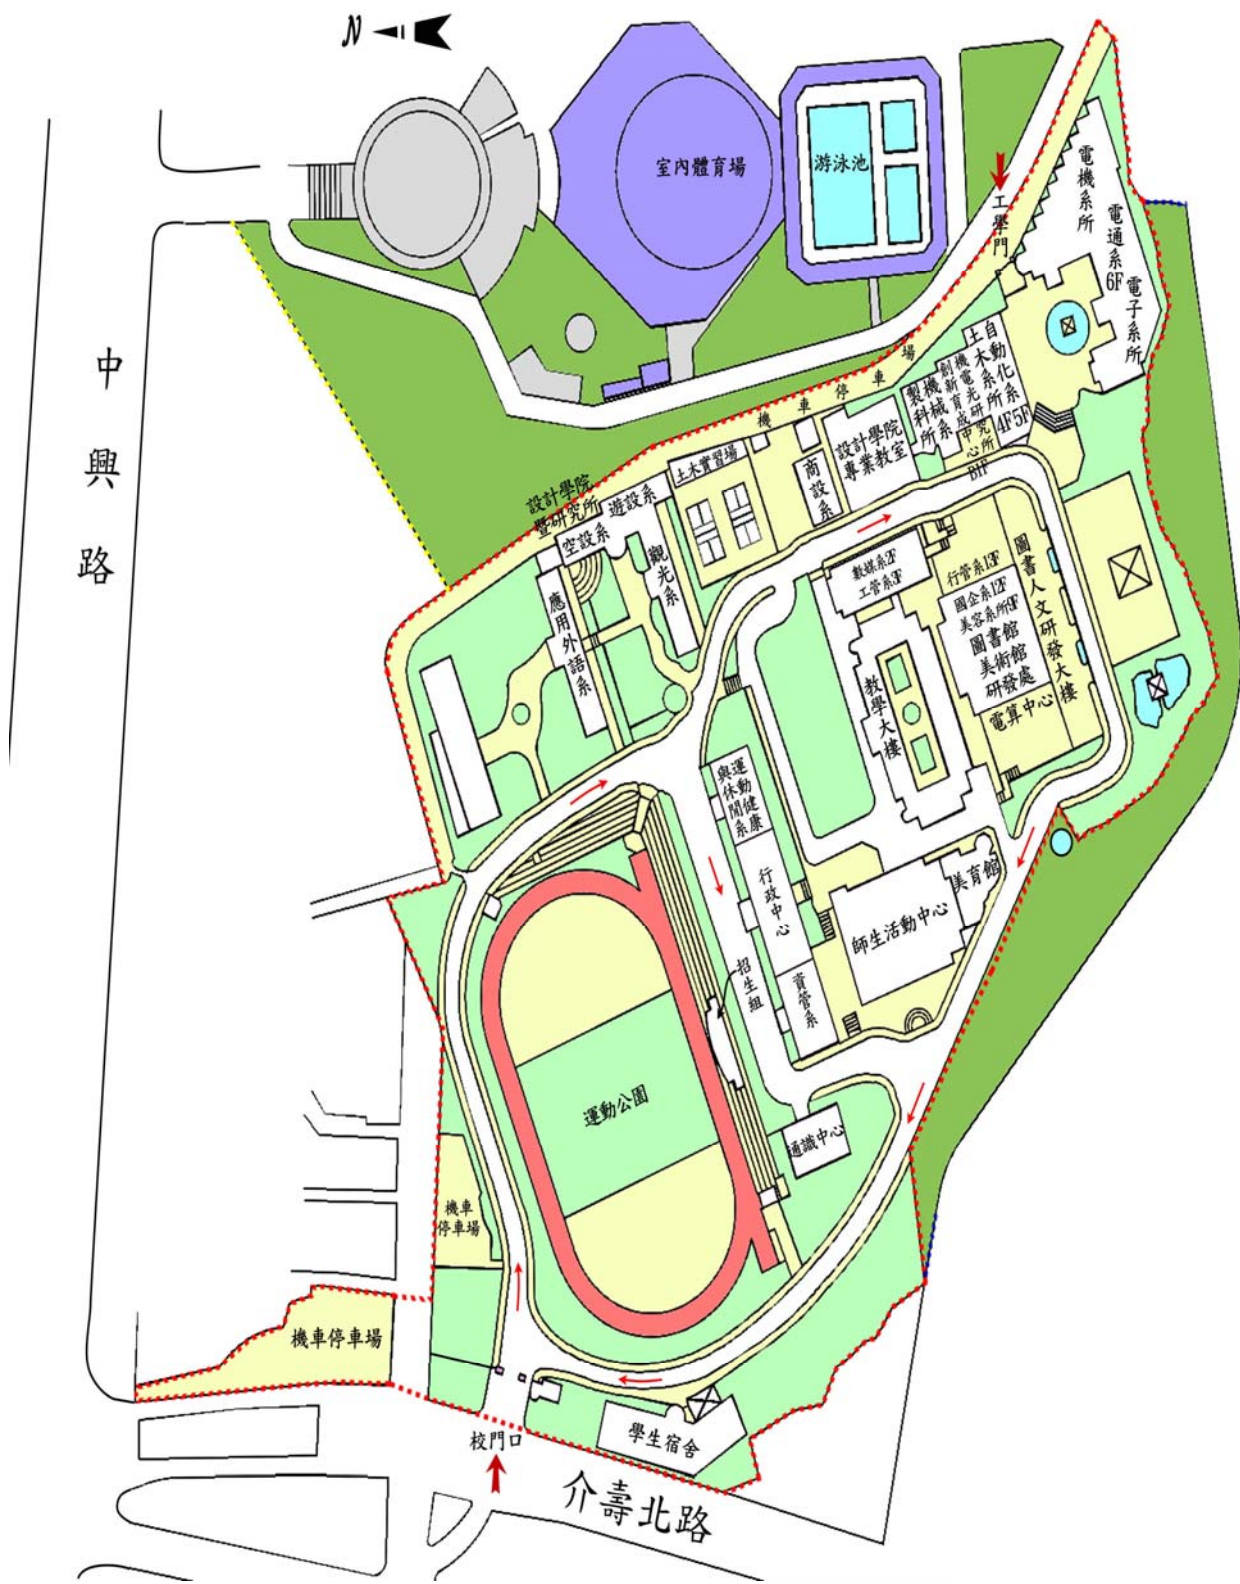 N
室內體育場
游泳池
工學門
電機系所
電通系
6F
電子系所
中興路
機車停車場
製科所
機械系
創新育成中心
機電光研究所
B1F
土木系所
4F
自動化系
5F
設計學院
專業教室
商設系
土木實習場
設計學院
暨研究所
遊設系
空設系
觀光系
應用外語系
數媒系2F
工管系3F
行管系13F
國企系12F
美容系所9F
圖書館
美術館
研發處
電算中心
圖書人文研發大樓
教學大樓
運動健康
與休閒系
行政中心
招生組
資管系
師生活動中心
美育館
運動公園
通識中心
機車
停車場
機車停車場
校門口
學生宿舍
介壽北路